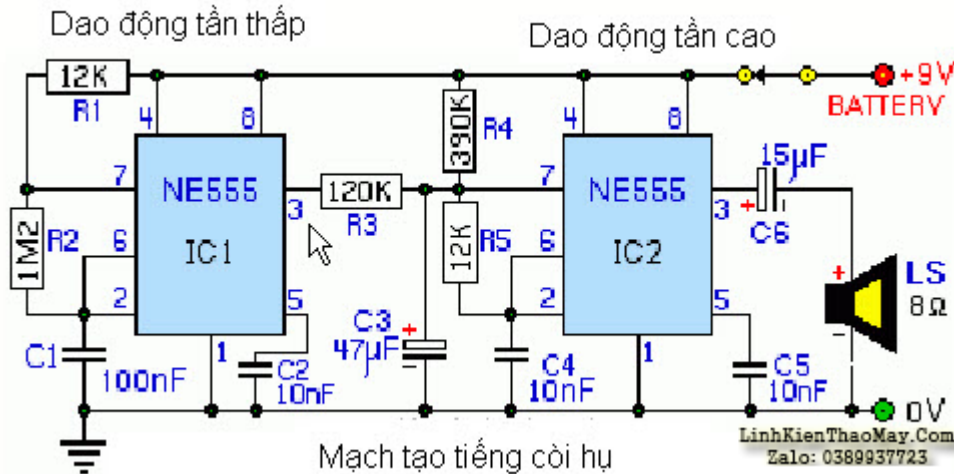 Dao động tần thấp
Dao động tần cao
12K
R1
4
8
R4
390K
4
8
+9V
BATTERY
15µF
7
NE555
3
120K
R3
7
NE555
3
+
C6
1M2
R2
6
IC1
12K
R5
6
IC2
+
LS
8Ω
-
2
5
2
5
C1
100nF
1
C2
10nF
C3
47µF
+
-
C4
10nF
1
C5
10nF
0V
LinhKienThaoMay.Com
Zalo: 0389937723
Mạch tạo tiếng còi hụ